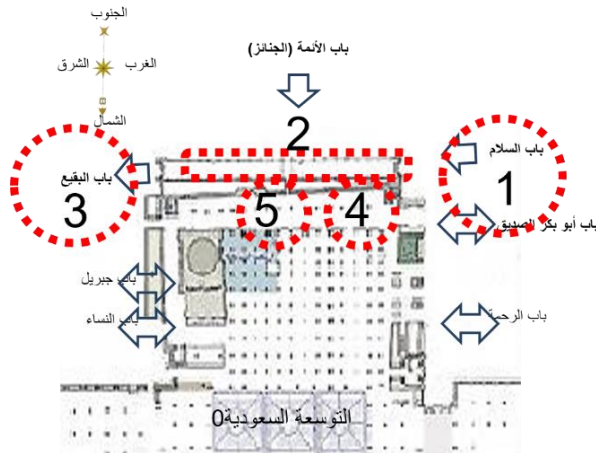 الجنوب
الغرب
الشرق
الشمال
باب الأئمة (الجنائز)
2
باب السلام
1
باب البقيع
3
5
4
باب أبو بكر الصديق
باب جبريل
باب النساء
باب الرحمة
التوسعة السعودية0